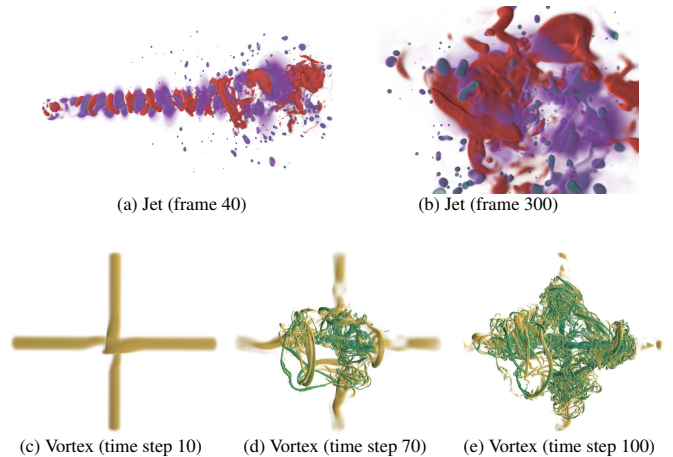 (a) Jet (frame 40)
(b) Jet (frame 300)
(c) Vortex (time step 10)
(d) Vortex (time step 70)
(e) Vortex (time step 100)